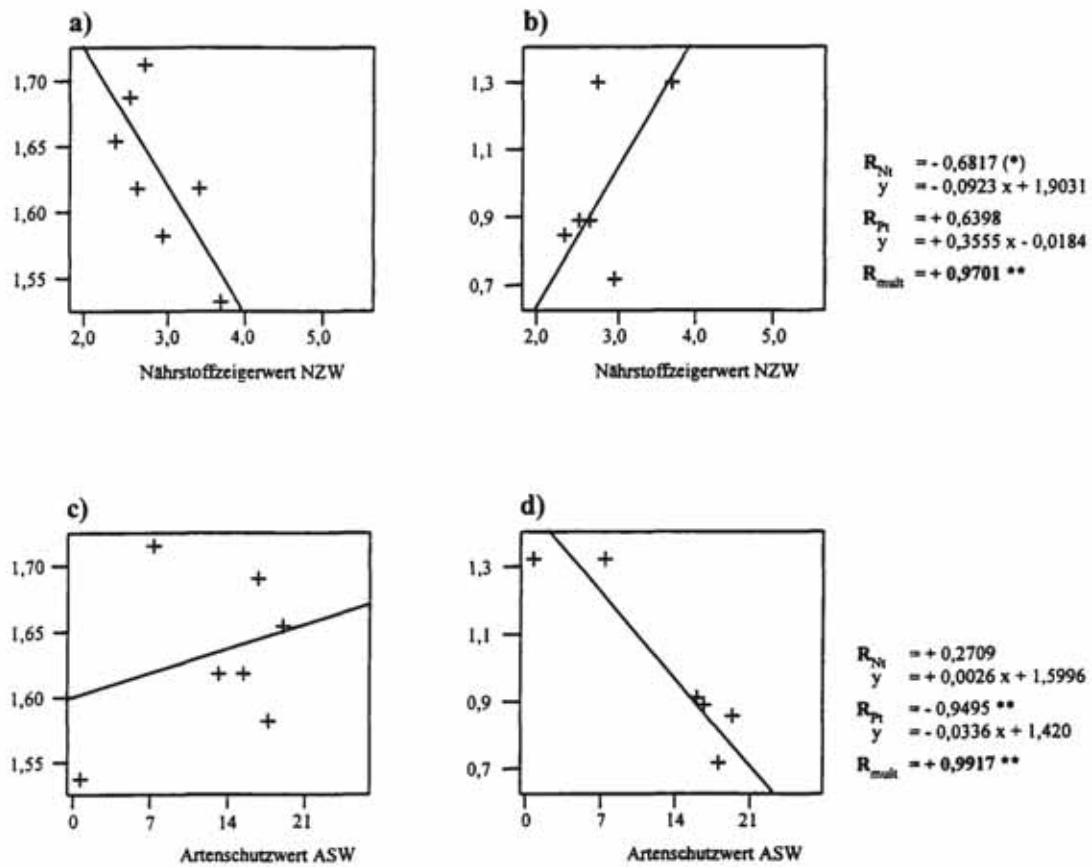 a)
1,70
1,65
1,60
1,55
2,0 3,0 4,0 5,0
Nährstoffzeigerwert NZW
b)
1,3
1,1
0,9
0,7
2,0 3,0 4,0 5,0
Nährstoffzeigerwert NZW
R_Nt = - 0,6817 (*)
y = - 0,0923 x + 1,9031
R_Pt = + 0,6398
y = + 0,3555 x - 0,0184
R_mult = + 0,9701 **
c)
1,70
1,65
1,60
1,55
0 7 14 21
Artenschutzwert ASW
d)
1,3
1,1
0,9
0,7
0 7 14 21
Artenschutzwert ASW
R_Nt = + 0,2709
y = + 0,0026 x + 1,5996
R_Pt = - 0,9495 **
y = - 0,0336 x + 1,420
R_mult = + 0,9917 **